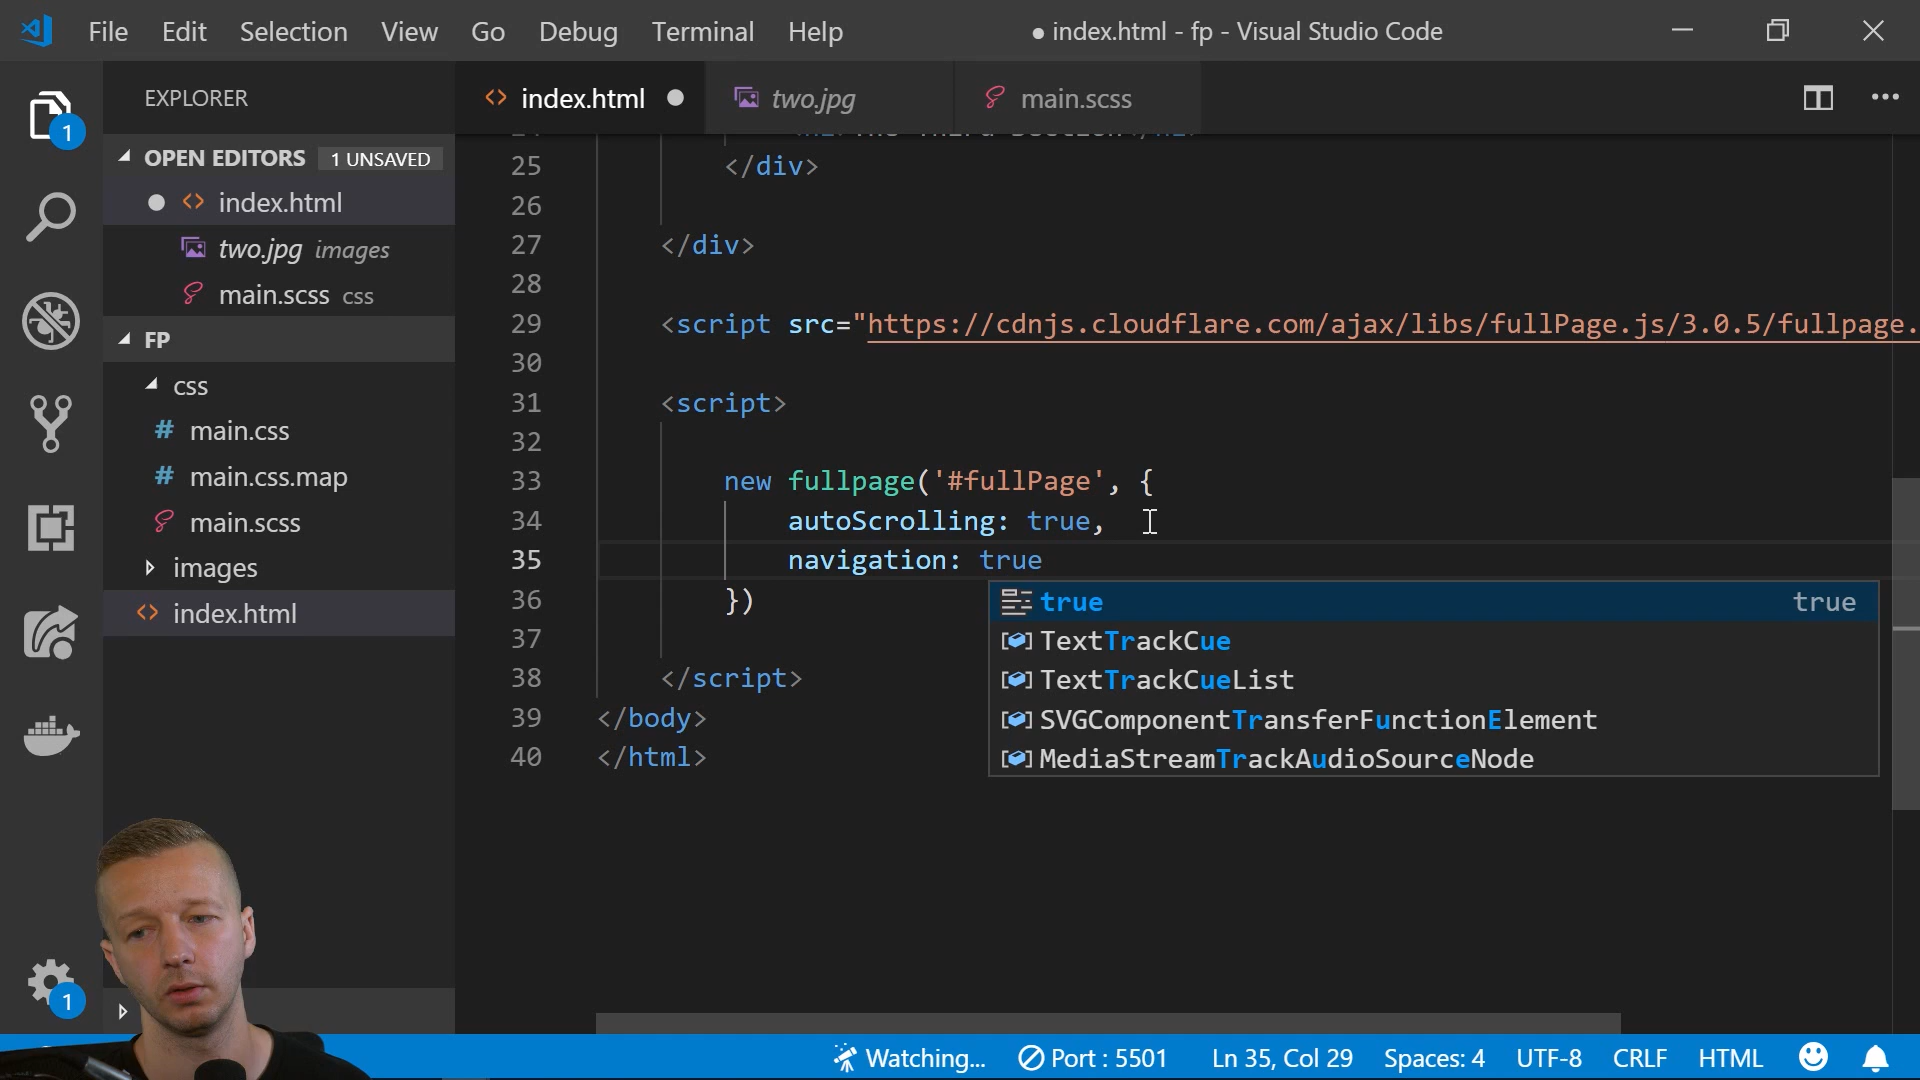 File Edit Selection View Go Debug Terminal Help ● index.html - fp - Visual Studio Code
EXPLORER
index.html two.jpg main.scss
OPEN EDITORS 1 UNSAVED
index.html
two.jpg images
main.scss css
FP
css
main.css
main.css.map
main.scss
images
index.html
1
1
25 </div>
26
27 </div>
28
29 <script src="https://cdnjs.cloudflare.com/ajax/libs/fullPage.js/3.0.5/fullpage.
30
31 <script>
32
33 new fullpage('#fullPage', {
34 autoScrolling: true,
35 navigation: true
36 })
37
38 </script>
39 </body>
40 </html>
true true
TextTrackCue
TextTrackCueList
SVGComponentTransferFunctionElement
MediaStreamTrackAudioSourceNode
Watching... Port : 5501 Ln 35, Col 29 Spaces: 4 UTF-8 CRLF HTML